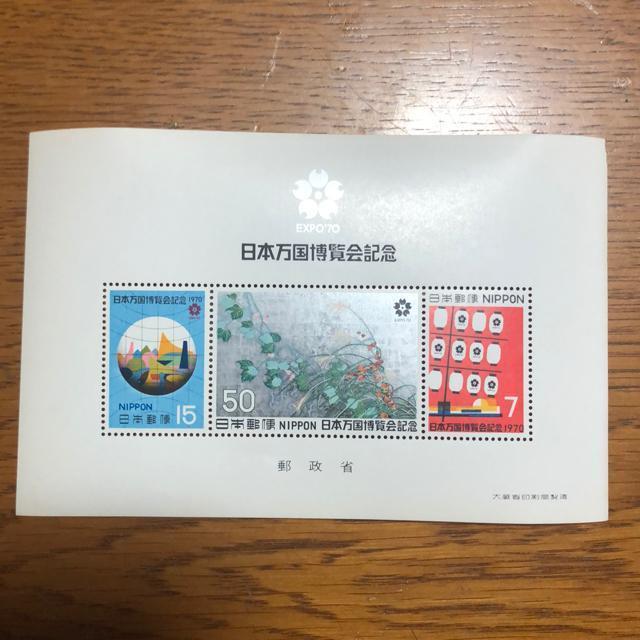 EXPO'70
日本万国博覧会記念
日本万国博覧会記念 1970
NIPPON
日本郵便 15
EXPO'70
50
日本郵便 NIPPON 日本万国博覧会記念
日本郵便 NIPPON
7
日本万国博覧会記念 1970
郵政省
大蔵省印刷局製造